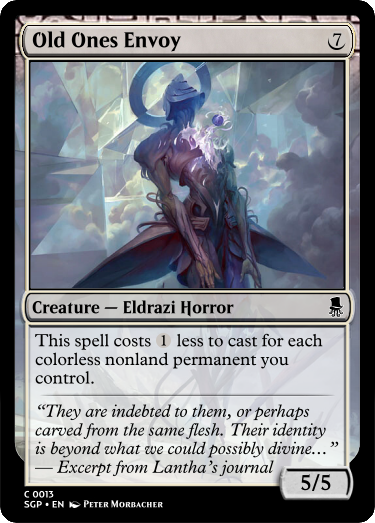 Old Ones Envoy 7
Creature — Eldrazi Horror
This spell costs 1 less to cast for each
colorless nonland permanent you
control.
“They are indebted to them, or perhaps
carved from the same flesh. Their identity
is beyond what we could possibly divine…”
— Excerpt from Lantha’s journal
5/5
C 0013
SGP • EN Peter Morbacher